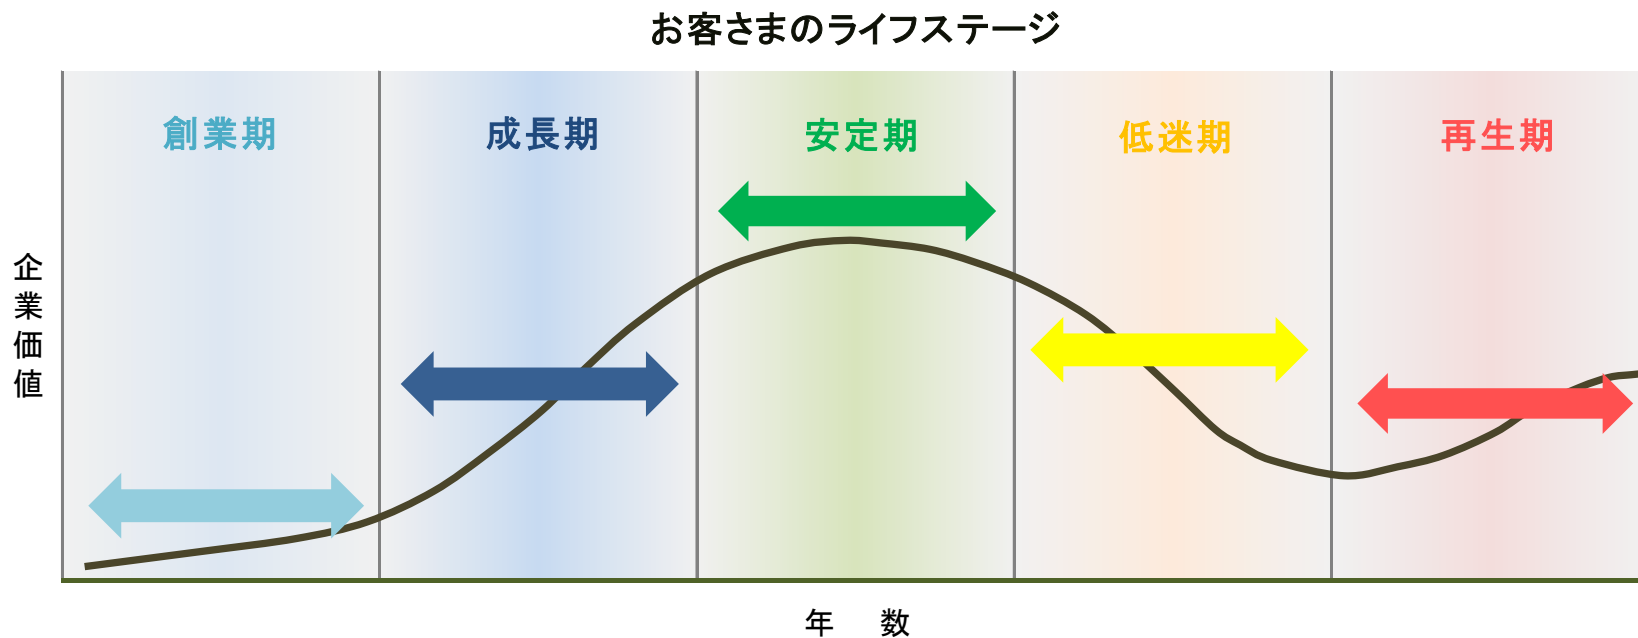 お客さまのライフステージ
創業期
成長期
安定期
低迷期
再生期
企業価値
年 数